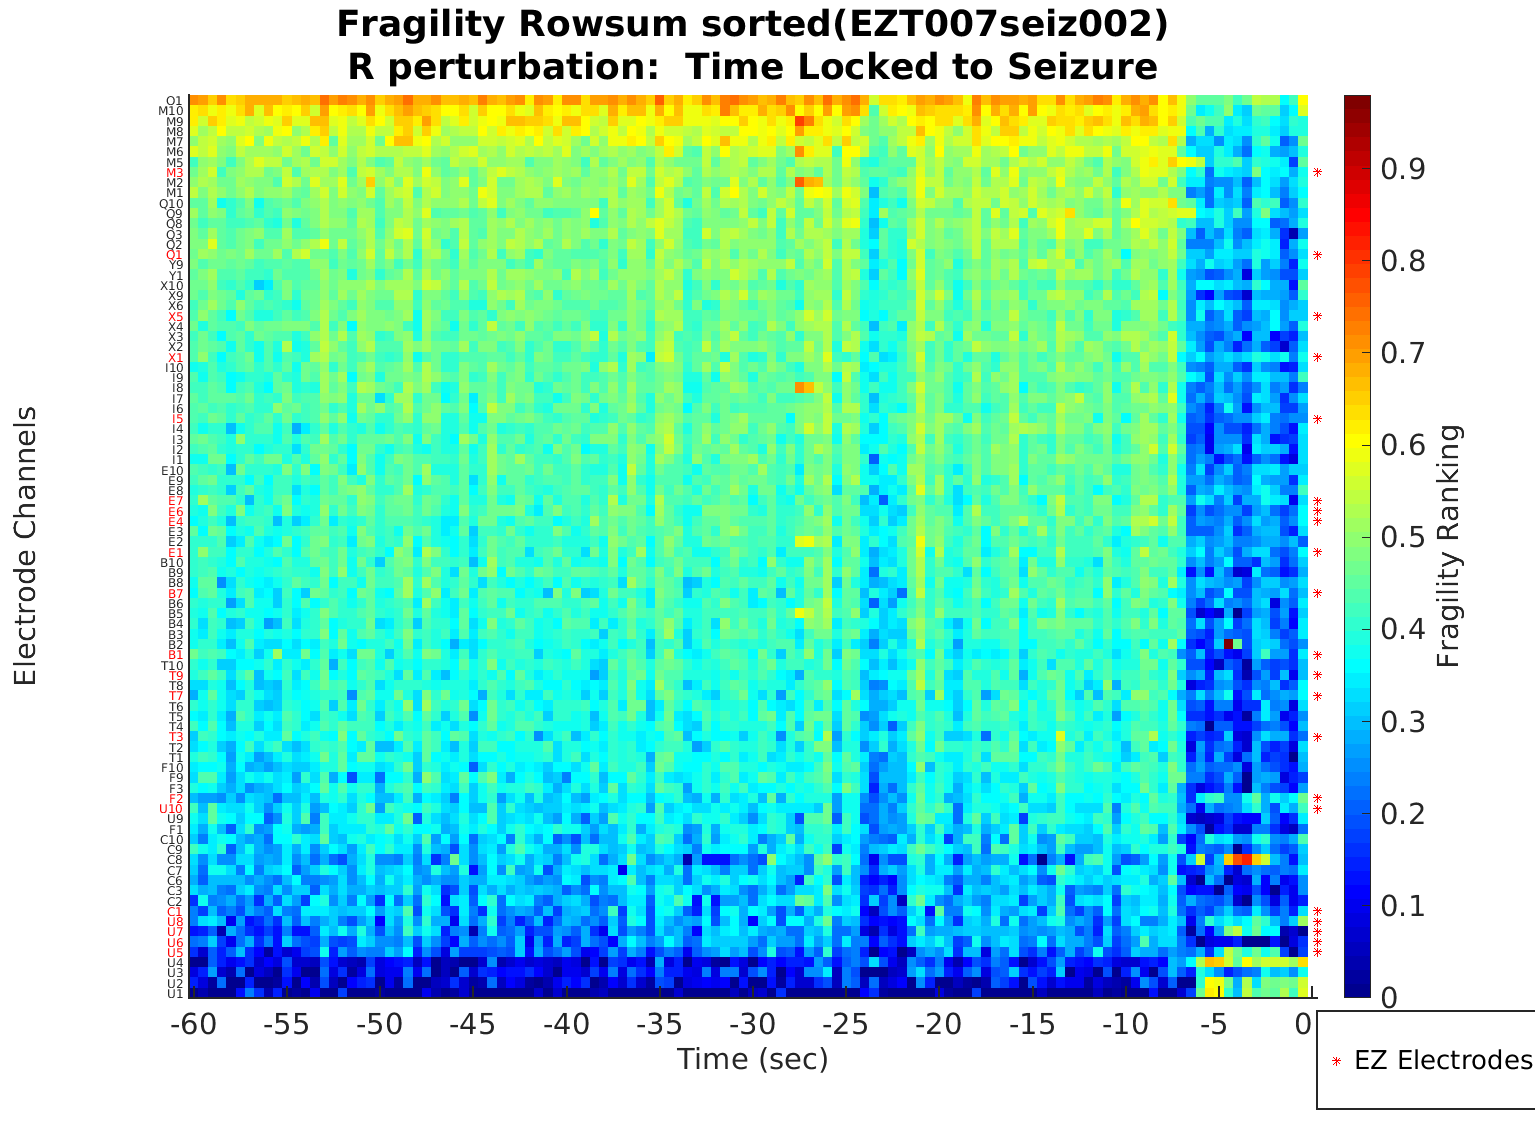 Fragility Rowsum sorted(EZT007seiz002)
R perturbation:  Time Locked to Seizure
Electrode Channels
O1
M10
M9
M8
M7
M6
M5
M3
M2
M1
Q10
Q9
Q8
Q3
Q2
Q1
Y9
Y1
X10
X9
X6
X5
X4
X3
X2
X1
I10
I9
I8
I7
I6
I5
I4
I3
I2
I1
E10
E9
E8
E7
E6
E4
E3
E2
E1
B10
B9
B8
B7
B6
B5
B4
B3
B2
B1
T10
T9
T8
T7
T6
T5
T4
T3
T2
T1
F10
F9
F3
F2
U10
U9
F1
C10
C9
C8
C7
C6
C3
C2
C1
U8
U7
U6
U5
U4
U3
U2
U1
-60 -55 -50 -45 -40 -35 -30 -25 -20 -15 -10 -5 0
Time (sec)
0.9
0.8
0.7
0.6
0.5
0.4
0.3
0.2
0.1
0
Fragility Ranking
EZ Electrodes